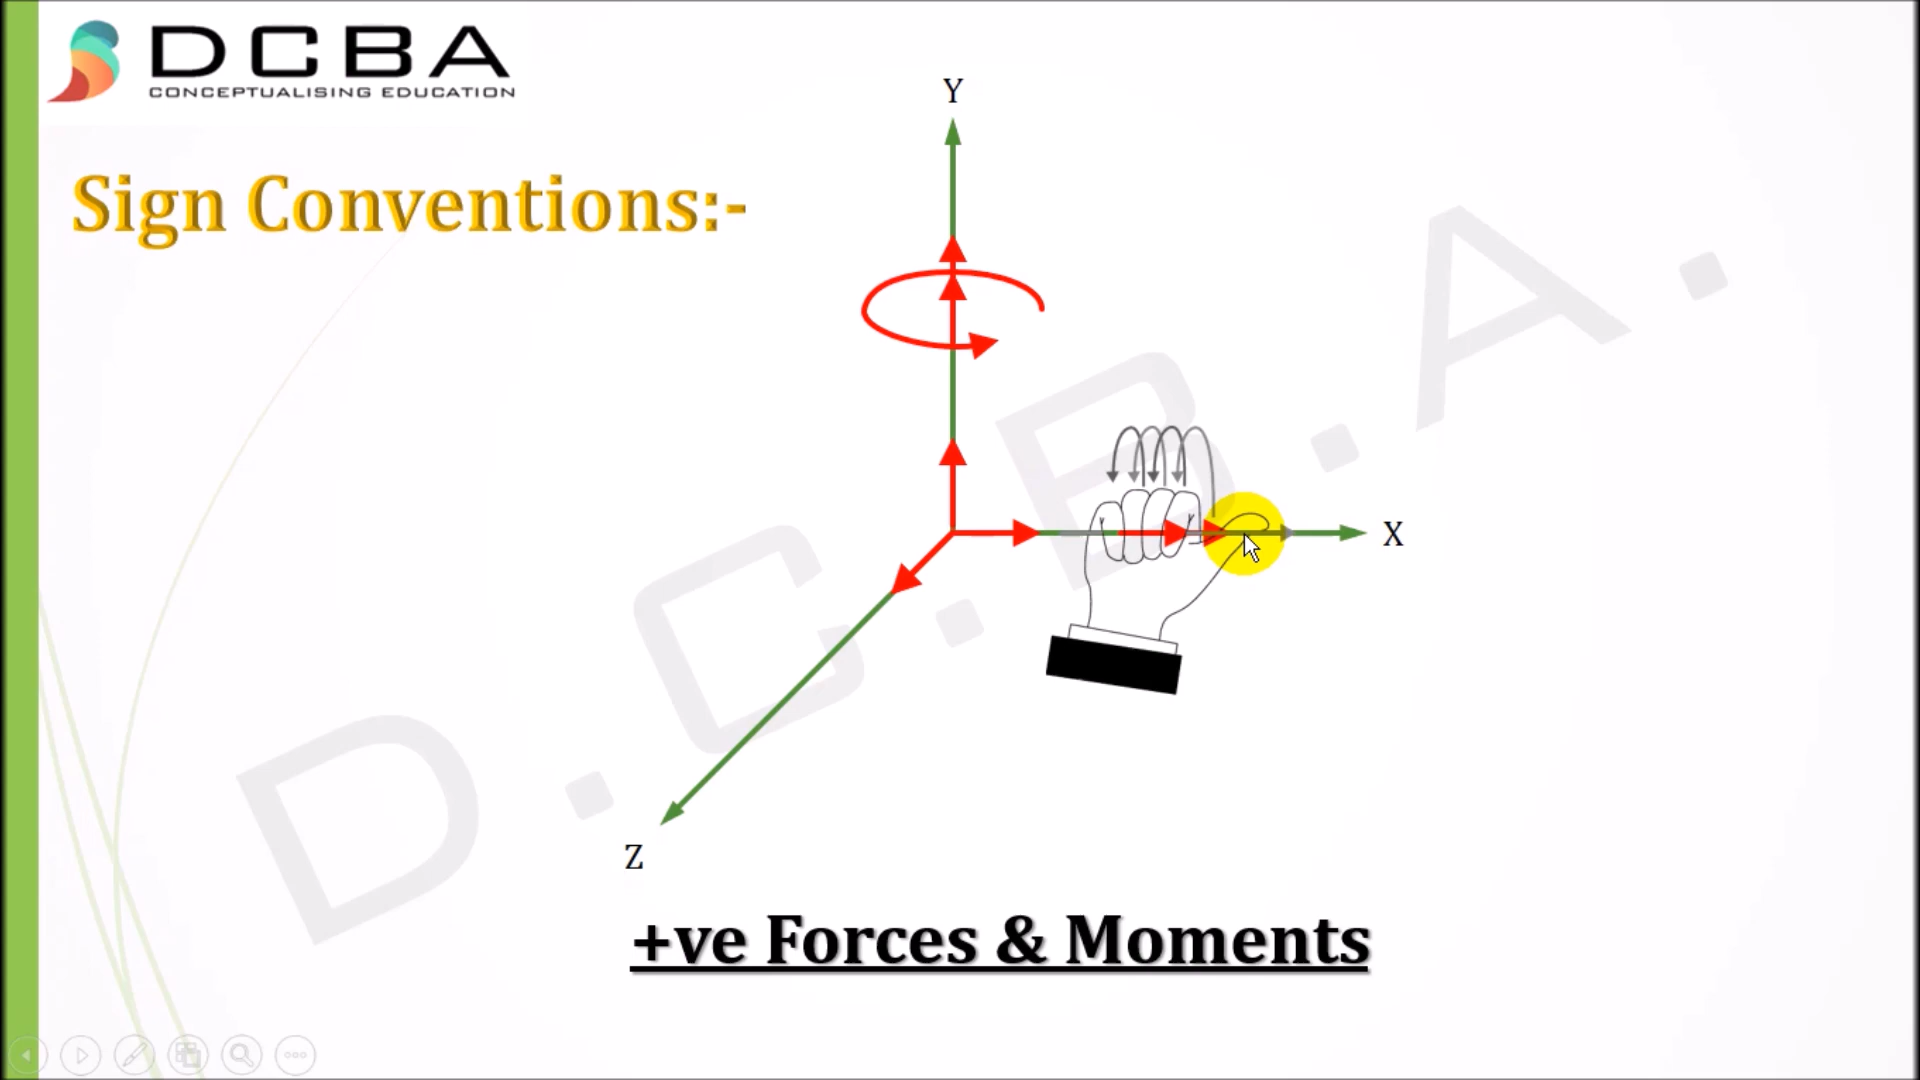 DCBA
CONCEPTUALISING EDUCATION
Y
Sign Conventions:-
X
Z
D.C.B.A.
+ve Forces & Moments